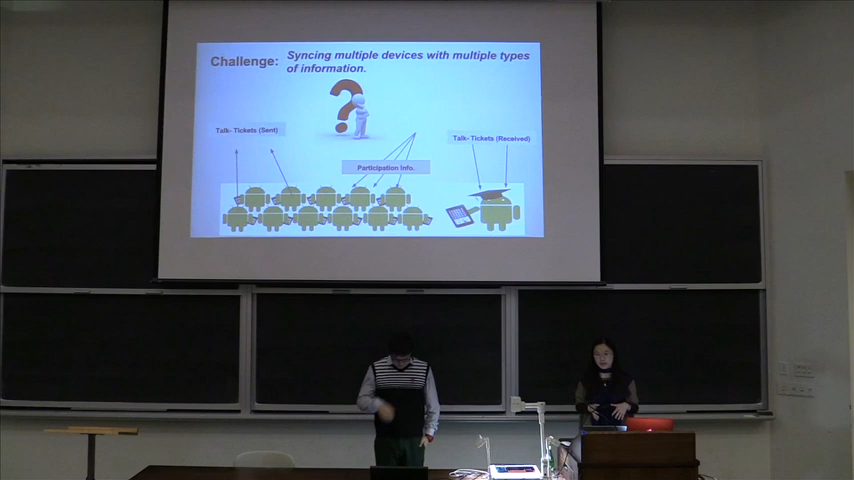 Challenge: Syncing multiple devices with multiple types
of information.
Talk- Tickets (Sent)
Talk- Tickets (Received)
Participation Info.